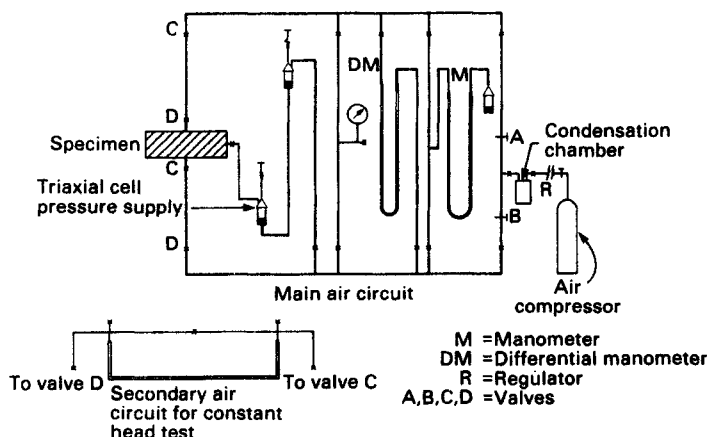 C
DM
M
D
Specimen
A
Condensation
chamber
C
Triaxial cell
pressure supply
R
B
D
Main air circuit
Air
compressor
To valve D
Secondary air
circuit for constant
head test
To valve C
M =Manometer
DM =Differential manometer
R =Regulator
A,B,C,D =Valves